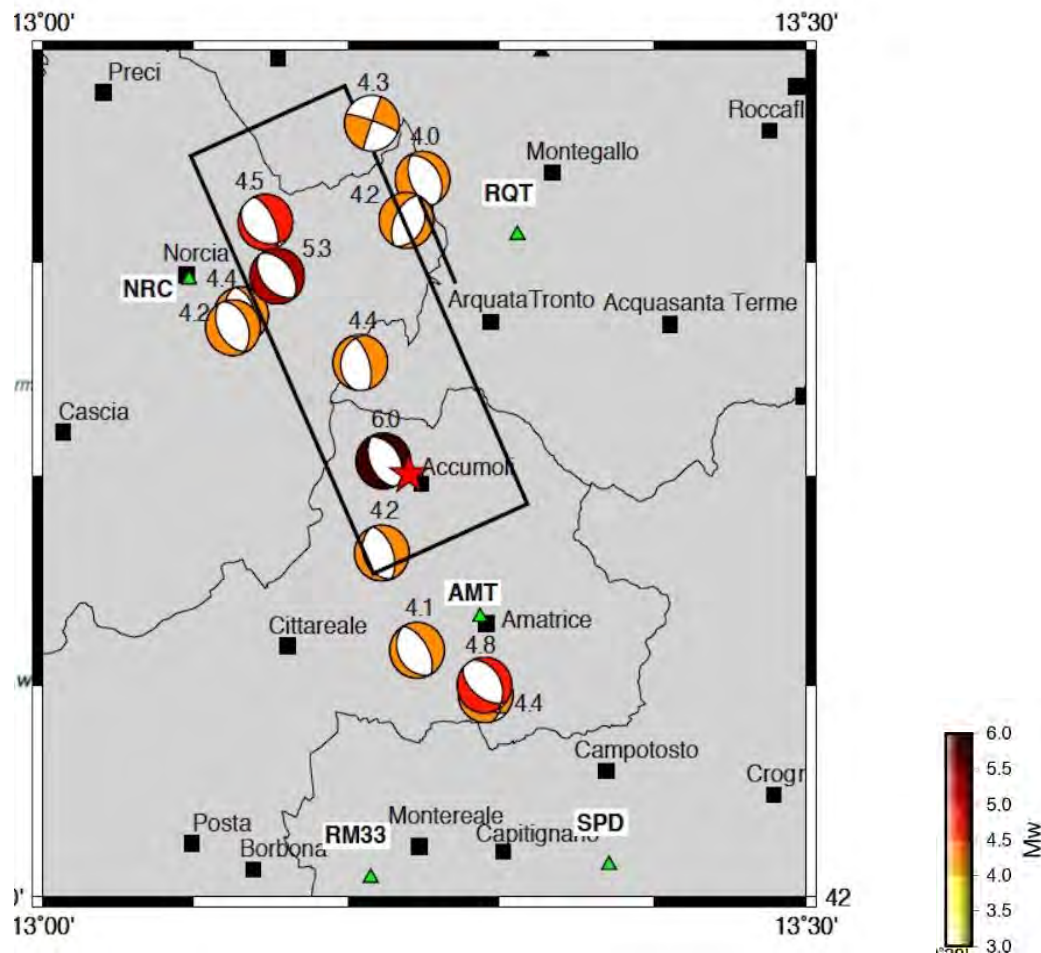 13°00'
13°30'
Preci
4.3
Roccafl
4.0
Montegallo
4.5
4.2
RQT
Norcia
5.3
NRC
4.4
ArquataTronto
Acquasanta Terme
4.2
4.4
rm
Cascia
6.0
Accumoli
4.2
AMT
4.1
Amatrice
Cittareale
4.8
w
4.4
Campotosto
6.0
Crogr
5.5
Montereale
SPD
5.0
Posta
RM33
Capitignano
4.5
Mw
Borbona
4.0
0'
42
3.5
13°00'
13°30'
3.0